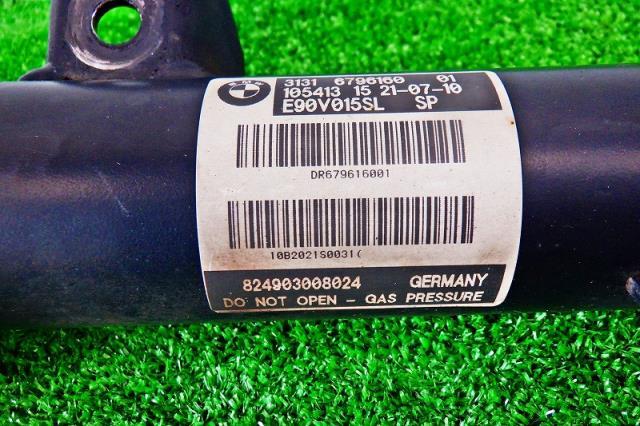 3131 6796160 01
105413 15 21-07-10
E90V015SL SP
DR679616001
10B2021S0031(
824903008024 GERMANY
DO NOT OPEN - GAS PRESSURE